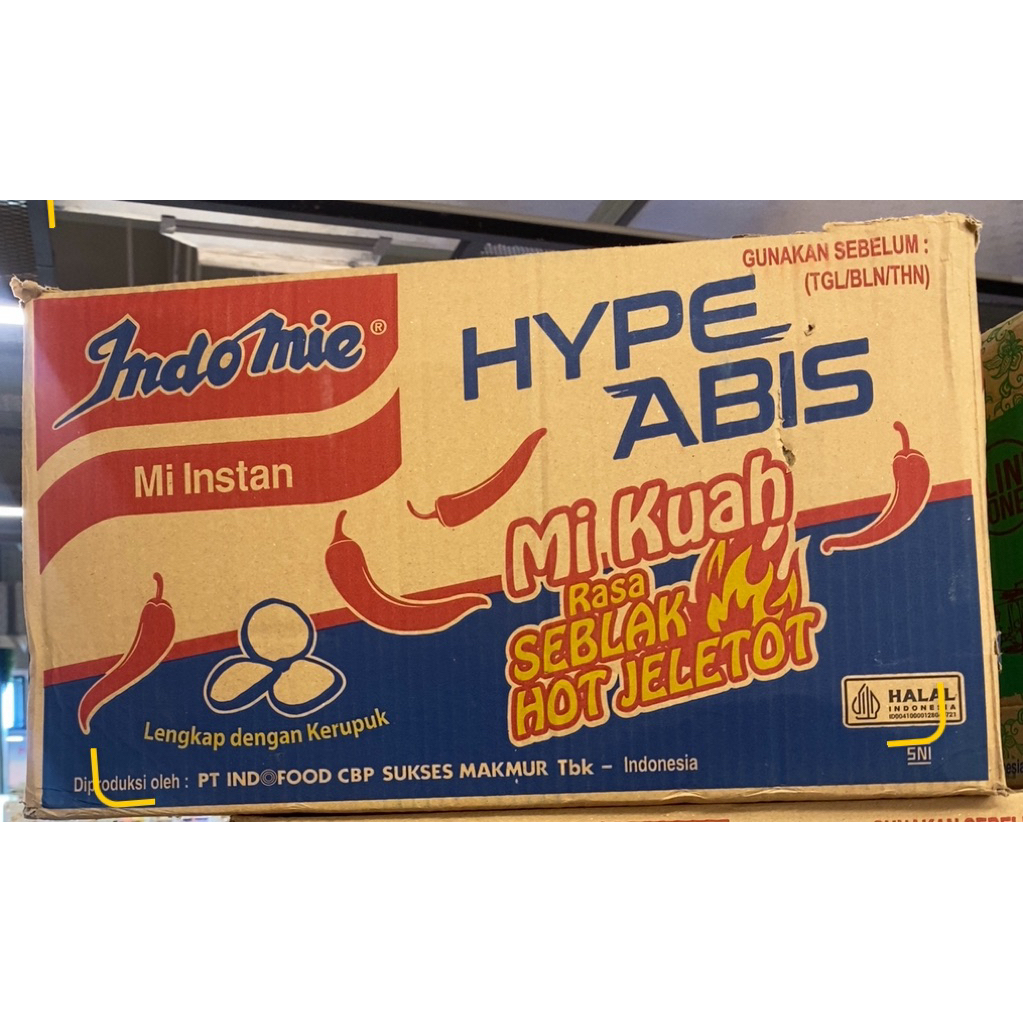 GUNAKAN SEBELUM :
(TGL/BLN/THN)
Indomie®
HYPE
ABIS
Mi Instan
Mi Kuah
Rasa
SEBLAK
HOT JELETOT
Lengkap dengan Kerupuk
HALAL
INDONESIA
SNI
Diproduksi oleh : PT INDOFOOD CBP SUKSES MAKMUR Tbk – Indonesia